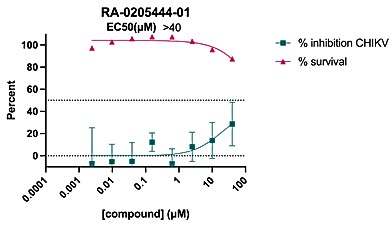 RA-0205444-01
EC50(µM) >40
% inhibition CHIKV
% survival
Percent
100
80
60
40
20
0
0.0001
0.001
0.01
0.1
1
10
100
[compound] (µM)